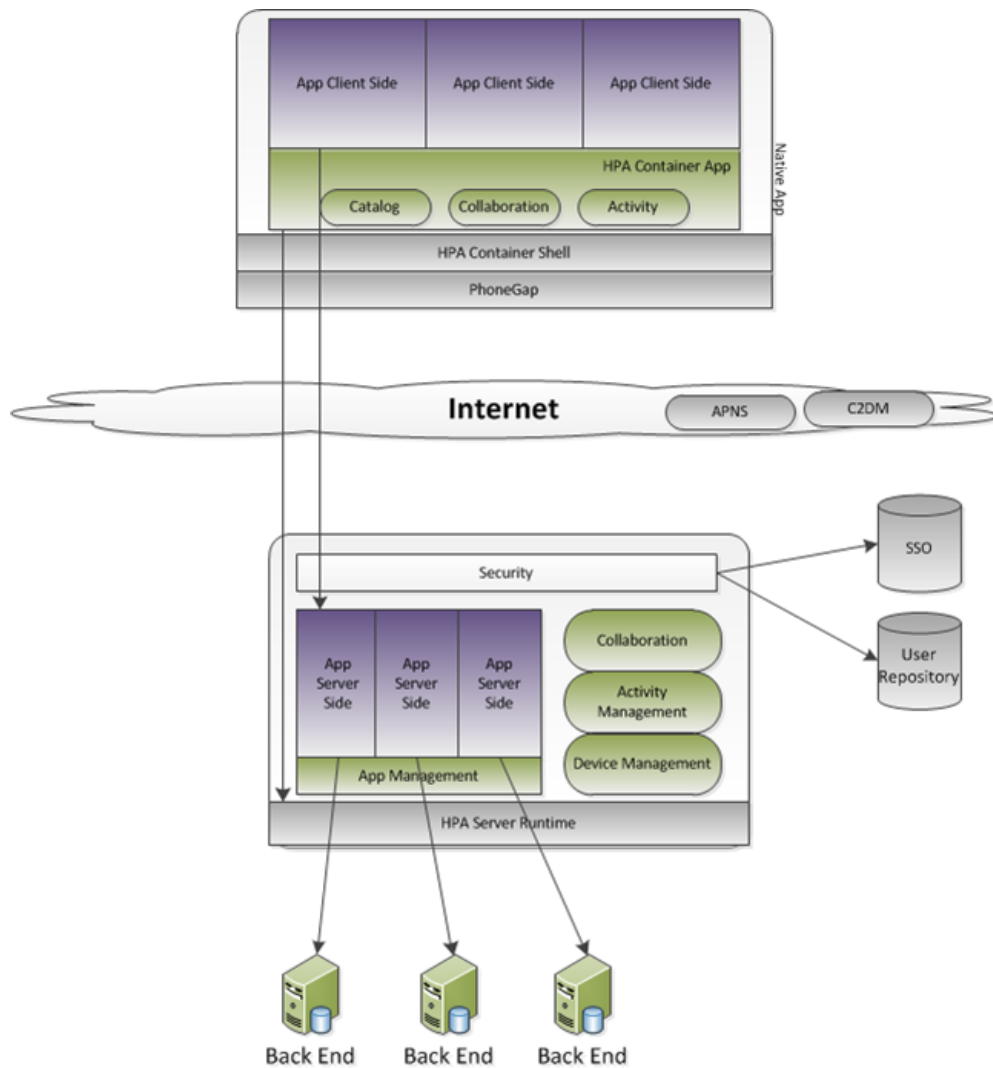 App Client Side
App Client Side
App Client Side
HPA Container App
Native App
Catalog
Collaboration
Activity
HPA Container Shell
PhoneGap
Internet
APNS
C2DM
Security
SSO
User
Repository
App
Server
Side
App
Server
Side
App
Server
Side
Collaboration
Activity
Management
Device Management
App Management
HPA Server Runtime
Back End
Back End
Back End